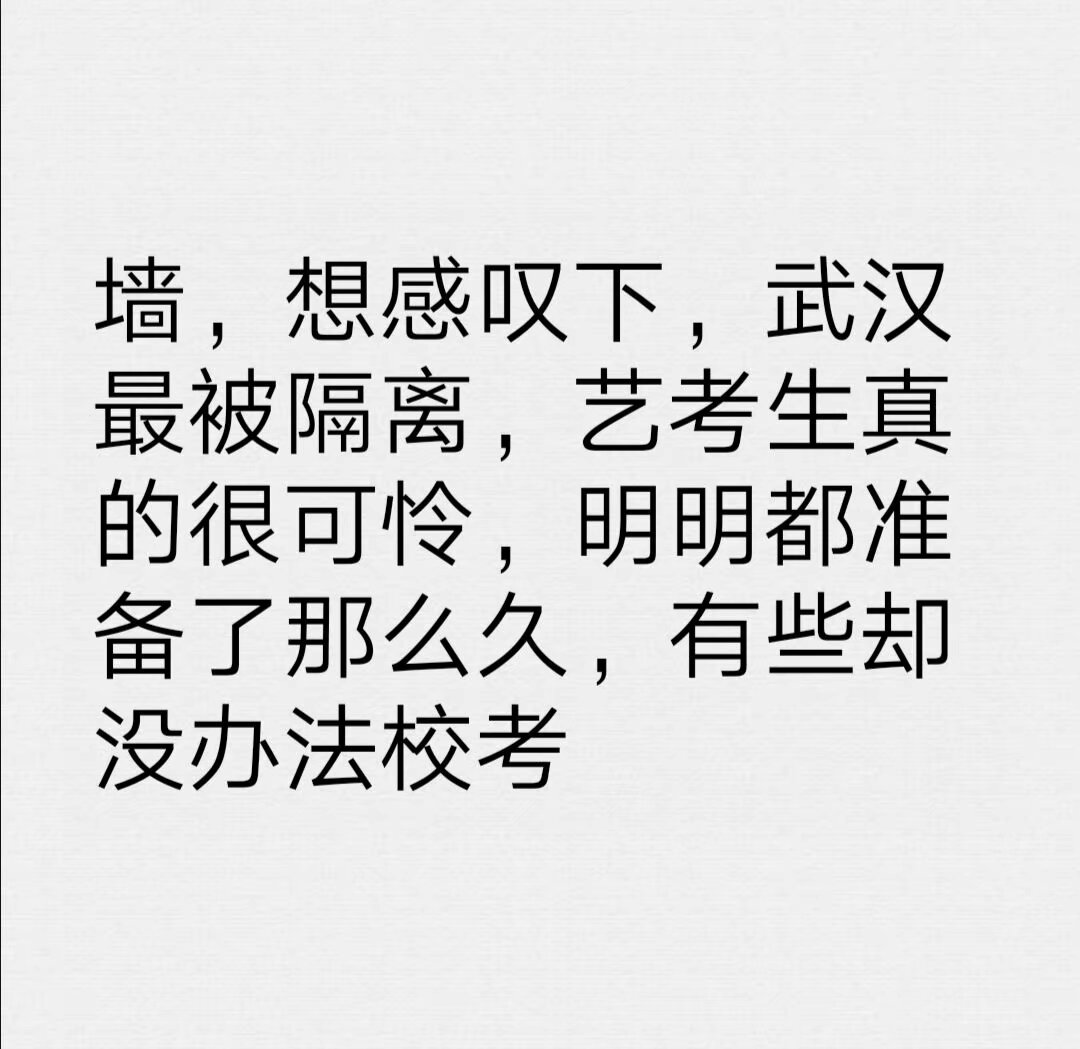 墙，想感叹下，武汉
最被隔离，艺考生真
的很可怜，明明都准
备了那么久，有些却
没办法校考